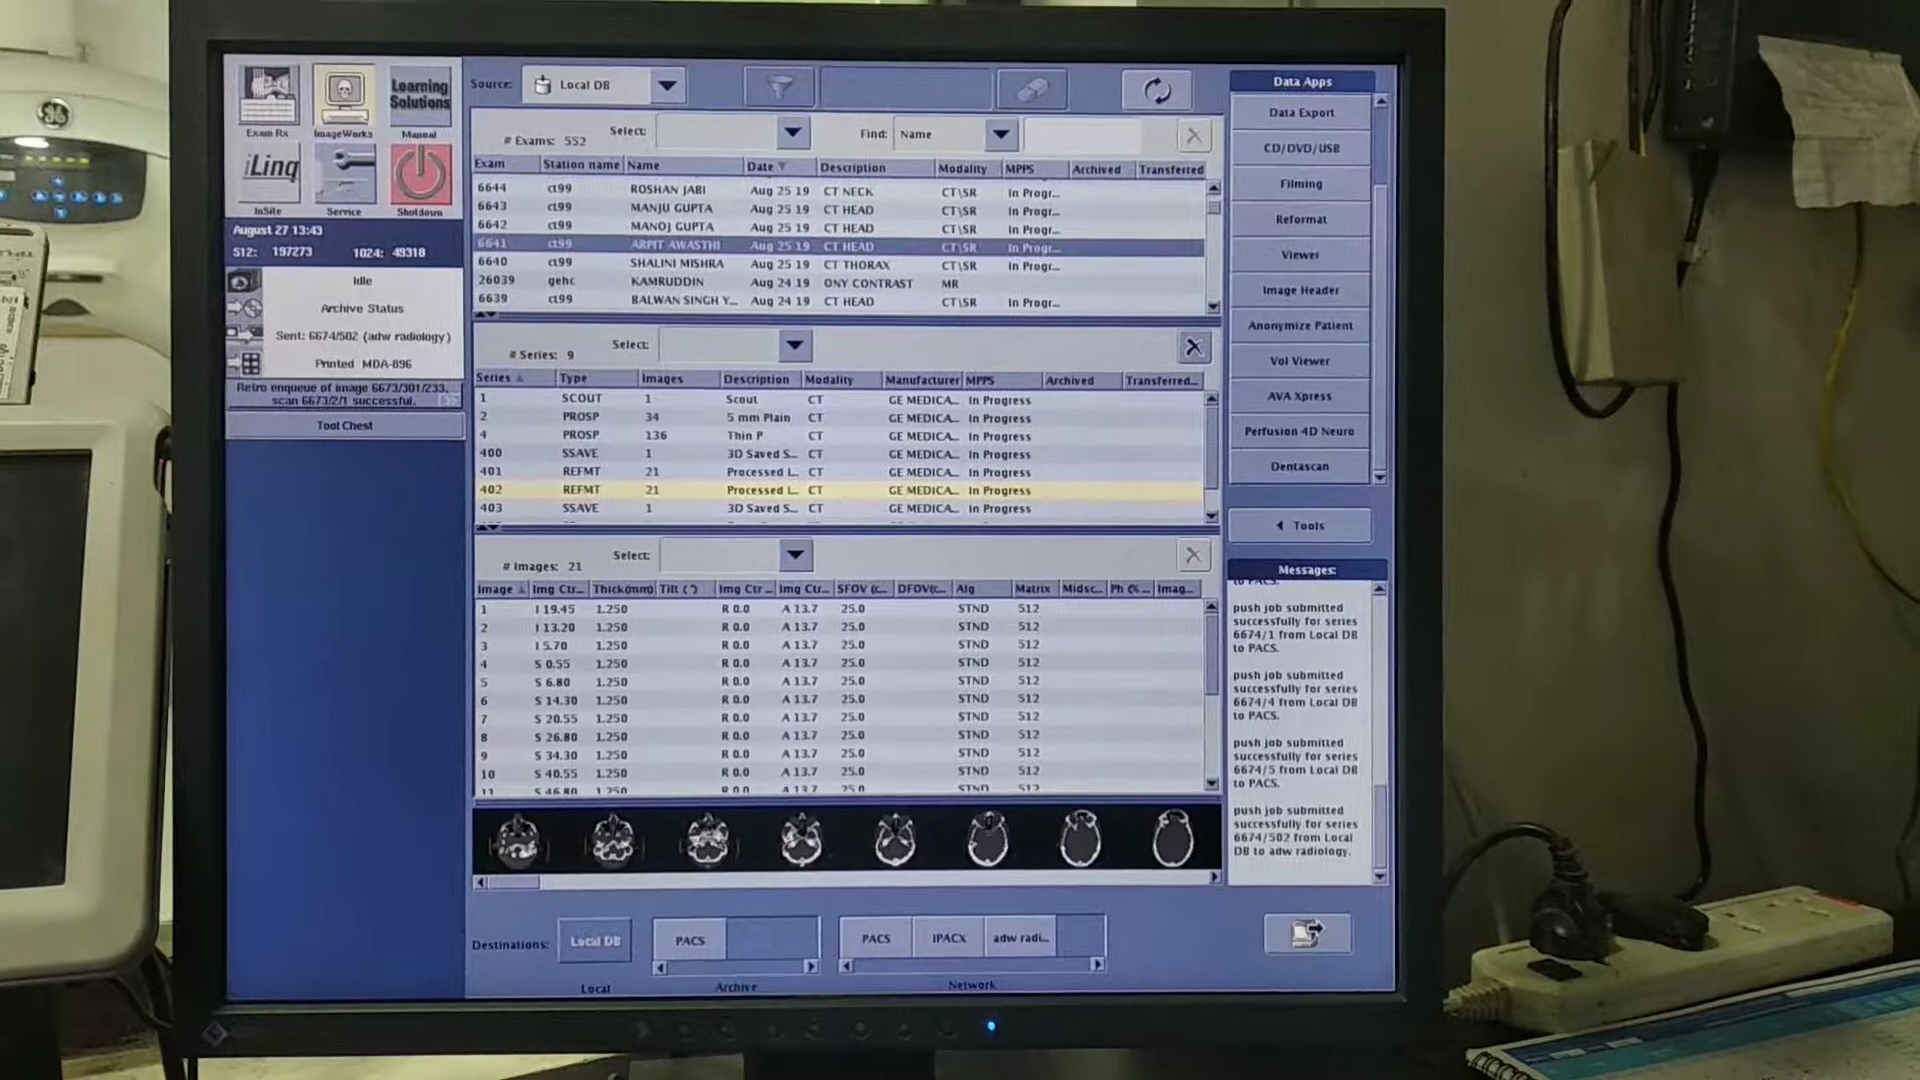 Exam Rx
ImageWorks
Learning Solutions
Manual
iLinq
InSite
Service
Shutdown
August 27 13:43
512: 197273 1024: 49318
Idle
Archive Status
Sent: 6674/502 (adw radiology)
Printed MDA-896
Retro enqueue of image 6673/301/233,
scan 6673/2/1 successful.
Tool Chest
Source: Local DB
# Exams: 552 Select: Find: Name
Exam Station name Name Date Description Modality MPPS Archived Transferred
6644 ct99 ROSHAN JABI Aug 25 19 CT NECK CT\SR In Progr...
6643 ct99 MANJU GUPTA Aug 25 19 CT HEAD CT\SR In Progr...
6642 ct99 MANOJ GUPTA Aug 25 19 CT HEAD CT\SR In Progr...
6641 ct99 ARPIT AWASTHI Aug 25 19 CT HEAD CT\SR In Progr...
6640 ct99 SHALINI MISHRA Aug 25 19 CT THORAX CT\SR In Progr...
26039 gehc KAMRUDDIN Aug 24 19 ONY CONTRAST MR
6639 ct99 BALWAN SINGH Y... Aug 24 19 CT HEAD CT\SR In Progr...
# Series: 9 Select:
Series Type Images Description Modality Manufacturer MPPS Archived Transferred...
1 SCOUT 1 Scout CT GE MEDICA... In Progress
2 PROSP 34 5 mm Plain CT GE MEDICA... In Progress
4 PROSP 136 Thin P CT GE MEDICA... In Progress
400 SSAVE 1 3D Saved S... CT GE MEDICA... In Progress
401 REFMT 21 Processed I... CT GE MEDICA... In Progress
402 REFMT 21 Processed I... CT GE MEDICA... In Progress
403 SSAVE 1 3D Saved S... CT GE MEDICA... In Progress
# Images: 21 Select:
Image Img Ctr... Thick(mm) Tilt (°) Img Ctr ... Img Ctr... SFOV (c... DFOV(c... Alg Matrix Midsc... Ph (% ... Imag...
1 I 19.45 1.250 R 0.0 A 13.7 25.0 STND 512
2 I 13.20 1.250 R 0.0 A 13.7 25.0 STND 512
3 I 5.70 1.250 R 0.0 A 13.7 25.0 STND 512
4 S 0.55 1.250 R 0.0 A 13.7 25.0 STND 512
5 S 6.80 1.250 R 0.0 A 13.7 25.0 STND 512
6 S 14.30 1.250 R 0.0 A 13.7 25.0 STND 512
7 S 20.55 1.250 R 0.0 A 13.7 25.0 STND 512
8 S 26.80 1.250 R 0.0 A 13.7 25.0 STND 512
9 S 34.30 1.250 R 0.0 A 13.7 25.0 STND 512
10 S 40.55 1.250 R 0.0 A 13.7 25.0 STND 512
11 S 46.80 1.250 R 0.0 A 13.7 25.0 STND 512
Destinations: Local DB PACS PACS IPACX adw radi...
Local Archive Network
Data Apps
Data Export
CD/DVD/USB
Filming
Reformat
Viewer
Image Header
Anonymize Patient
Vol Viewer
AVA Xpress
Perfusion 4D Neuro
Dentascan
Tools
Messages:
to PACS.
push job submitted
successfully for series
6674/1 from Local DB
to PACS.
push job submitted
successfully for series
6674/4 from Local DB
to PACS.
push job submitted
successfully for series
6674/5 from Local DB
to PACS.
push job submitted
successfully for series
6674/502 from Local
DB to adw radiology.